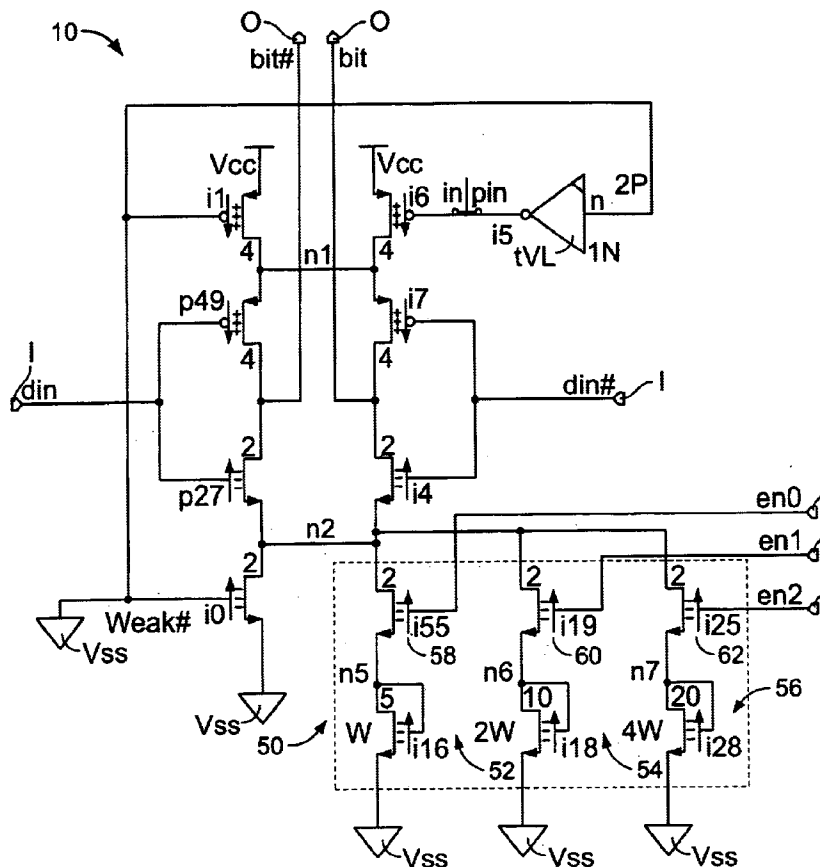 O O
10 bit# bit
Vcc Vcc
i1 i6 in pin n 2P
i5 tVL 1N
4 n1 4
p49 i7
I I
din 4 4 din#
2 2
p27 i4
en0
n2
en1
2 2 2 2
en2
Weak# i0 i55 i19 i25
Vss 58 60 62
n5 n6 n7
5 10 20 56
Vss W 2W 4W
50 i16 52 i18 54 i28
Vss Vss Vss